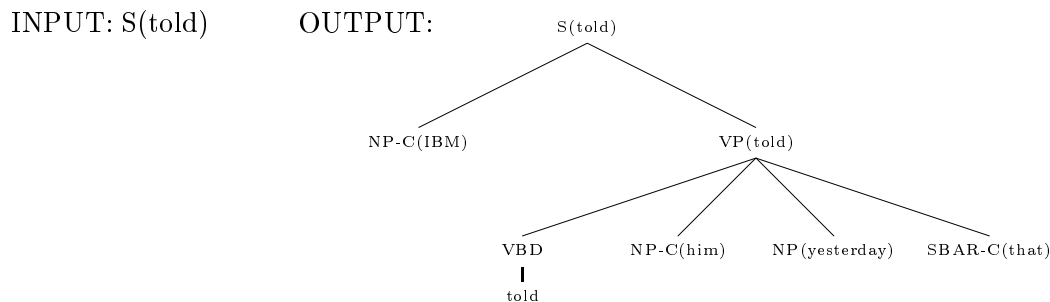 INPUT: S(told) OUTPUT: S(told)
NP-C(IBM) VP(told)
VBD NP-C(him) NP(yesterday) SBAR-C(that)
told